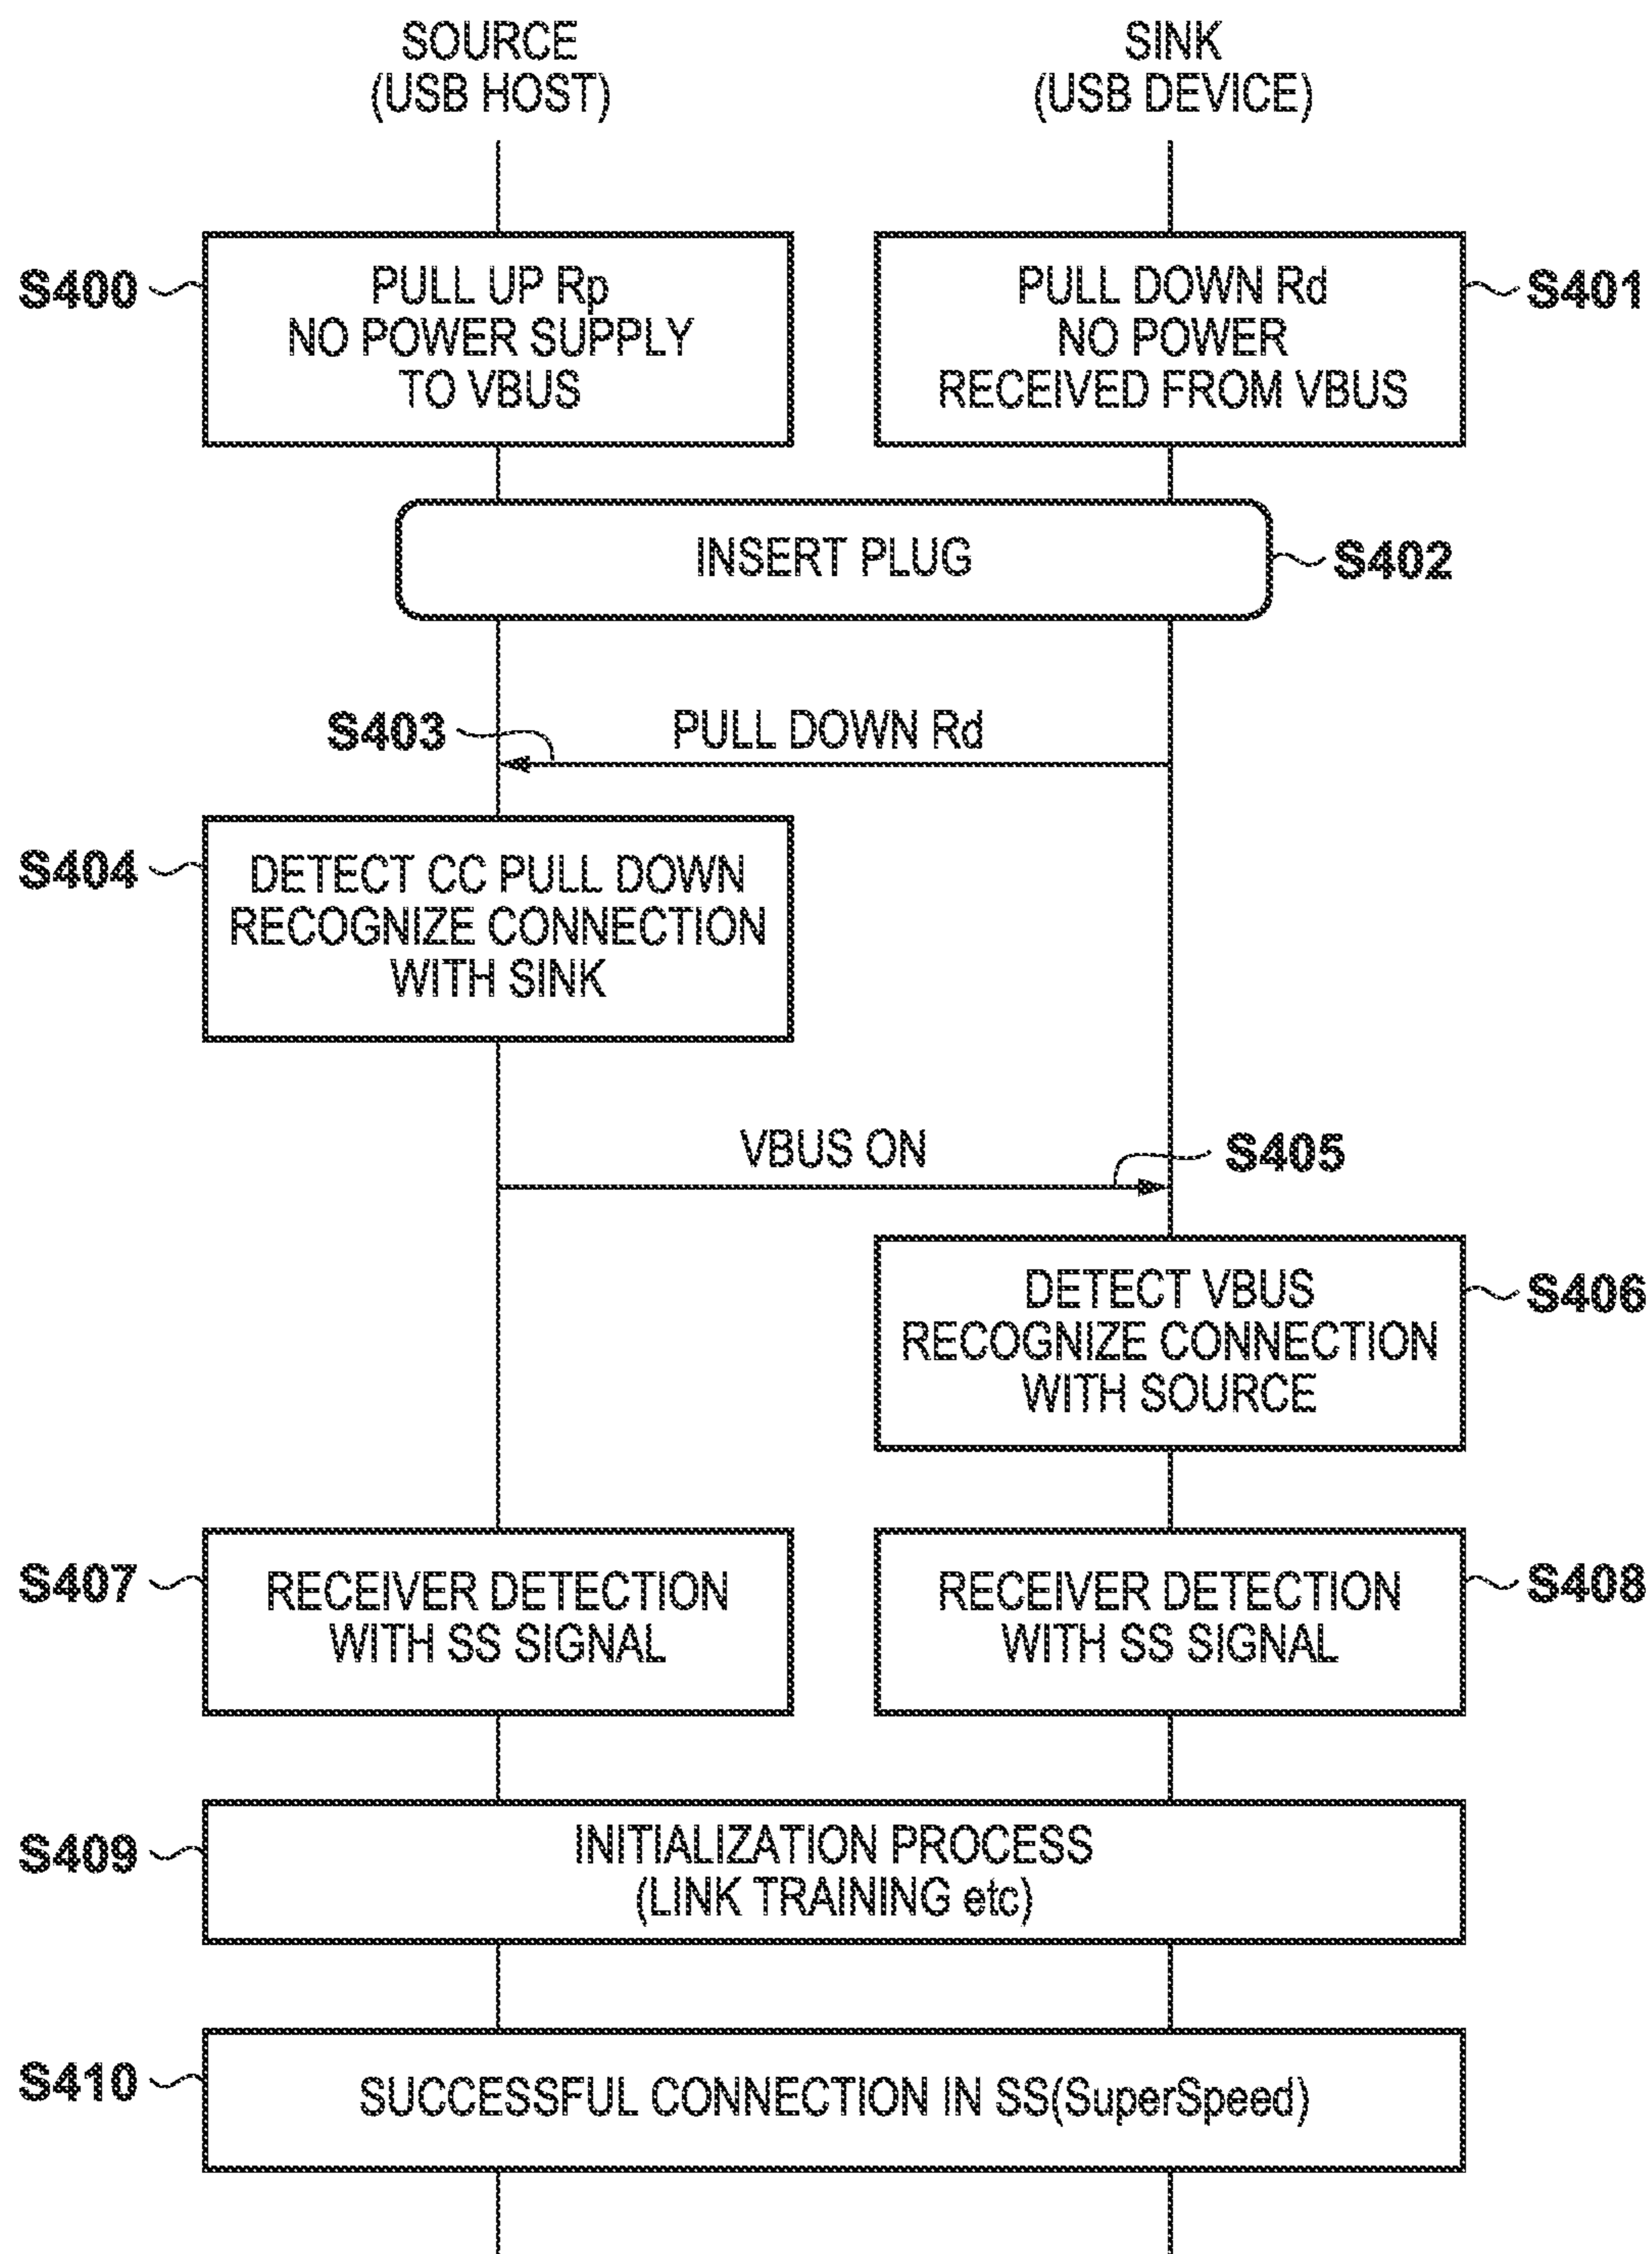 SOURCE
(USB HOST)
SINK
(USB DEVICE)
S400
PULL UP Rp
NO POWER SUPPLY
TO VBUS
PULL DOWN Rd
NO POWER
RECEIVED FROM VBUS
S401
INSERT PLUG
S402
S403
PULL DOWN Rd
S404
DETECT CC PULL DOWN
RECOGNIZE CONNECTION
WITH SINK
VBUS ON
S405
DETECT VBUS
RECOGNIZE CONNECTION
WITH SOURCE
S406
S407
RECEIVER DETECTION
WITH SS SIGNAL
RECEIVER DETECTION
WITH SS SIGNAL
S408
S409
INITIALIZATION PROCESS
(LINK TRAINING etc)
S410
SUCCESSFUL CONNECTION IN SS(SuperSpeed)